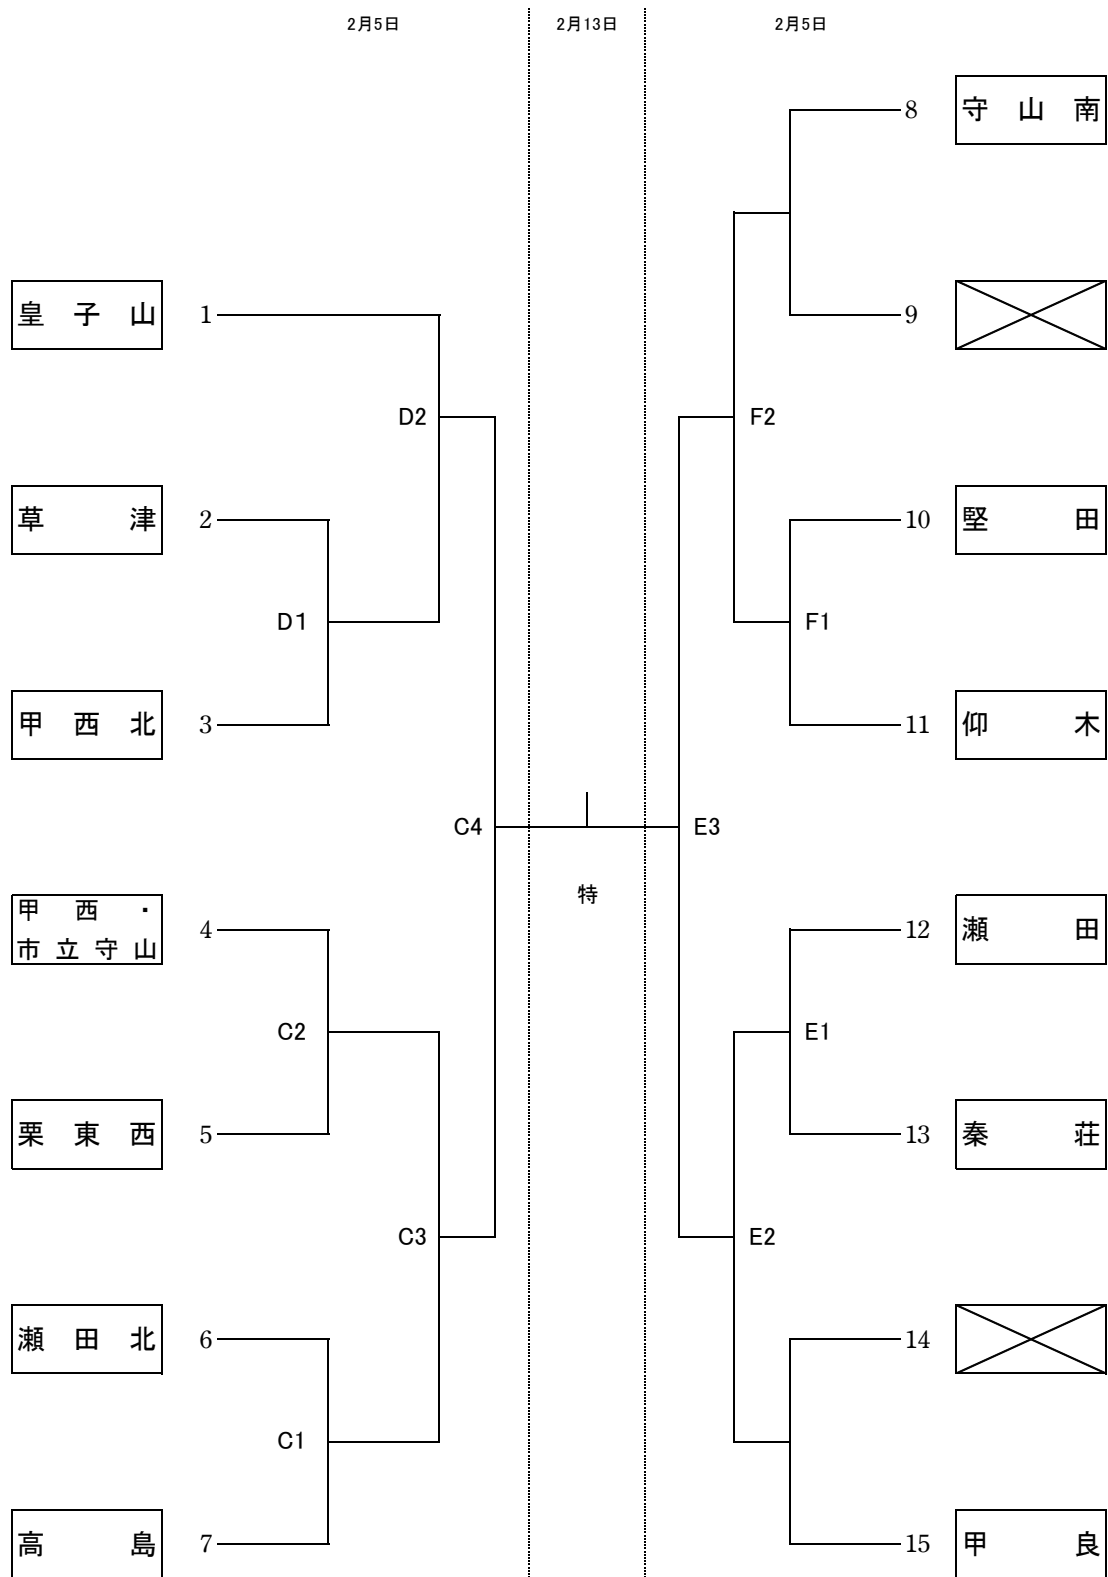 2月5日 2月13日 2月5日
8 守山南
皇子山 1 9
D2 F2
草津 2 10 堅田
D1 F1
甲西北 3 11 仰木
C4 E3
特
甲西・
市立守山
4 12 瀬田
C2 E1
栗東西 5 13 秦荘
C3 E2
瀬田北 6 14
C1
高島 7 15 甲良